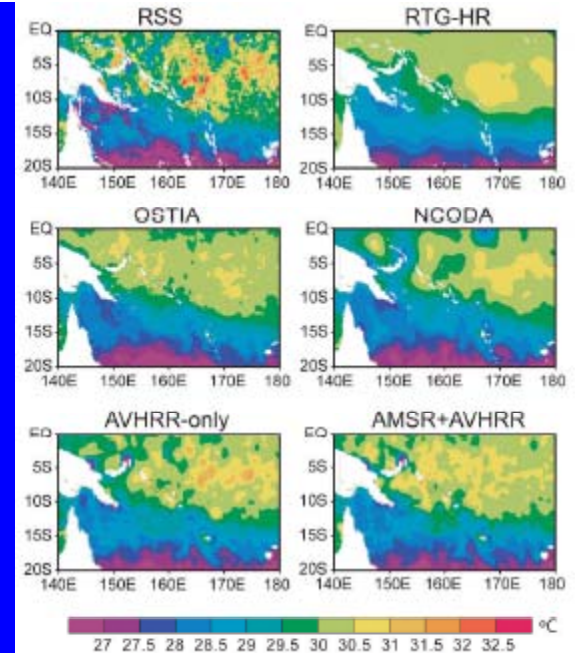 RSS
RTG-HR
EQ
5S
10S
15S
20S
140E 150E 160E 170E 180
EQ
5S
10S
15S
20S
140E 150E 160E 170E 180
OSTIA
NCODA
EQ
5S
10S
15S
20S
140E 150E 160E 170E 180
EQ
5S
10S
15S
20S
140E 150E 160E 170E 180
AVHRR-only
AMSR+AVHRR
EQ
5S
10S
15S
20S
140E 150E 160E 170E 180
EQ
5S
10S
15S
20S
140E 150E 160E 170E 180
ºC
27 27.5 28 28.5 29 29.5 30 30.5 31 31.5 32 32.5